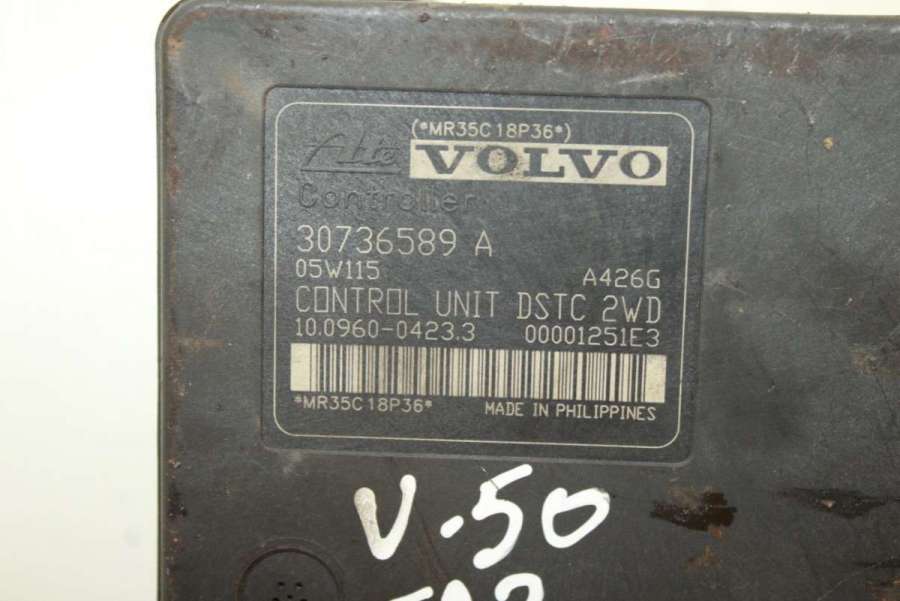 (*MR35C18P36*)
Ate VOLVO
Controller
30736589 A
05W115 A426G
CONTROL UNIT DSTC 2WD
10.0960-0423.3 00001251E3
*MR35C18P36* MADE IN PHILIPPINES
V-50